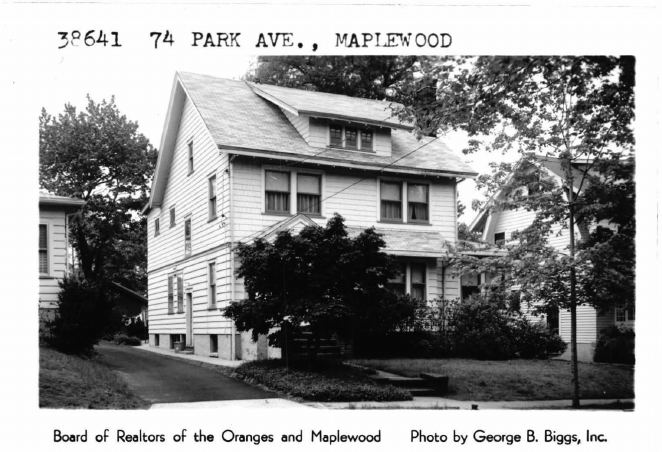 38641 74 PARK AVE., MAPLEWOOD
Board of Realtors of the Oranges and Maplewood Photo by George B. Biggs, Inc.